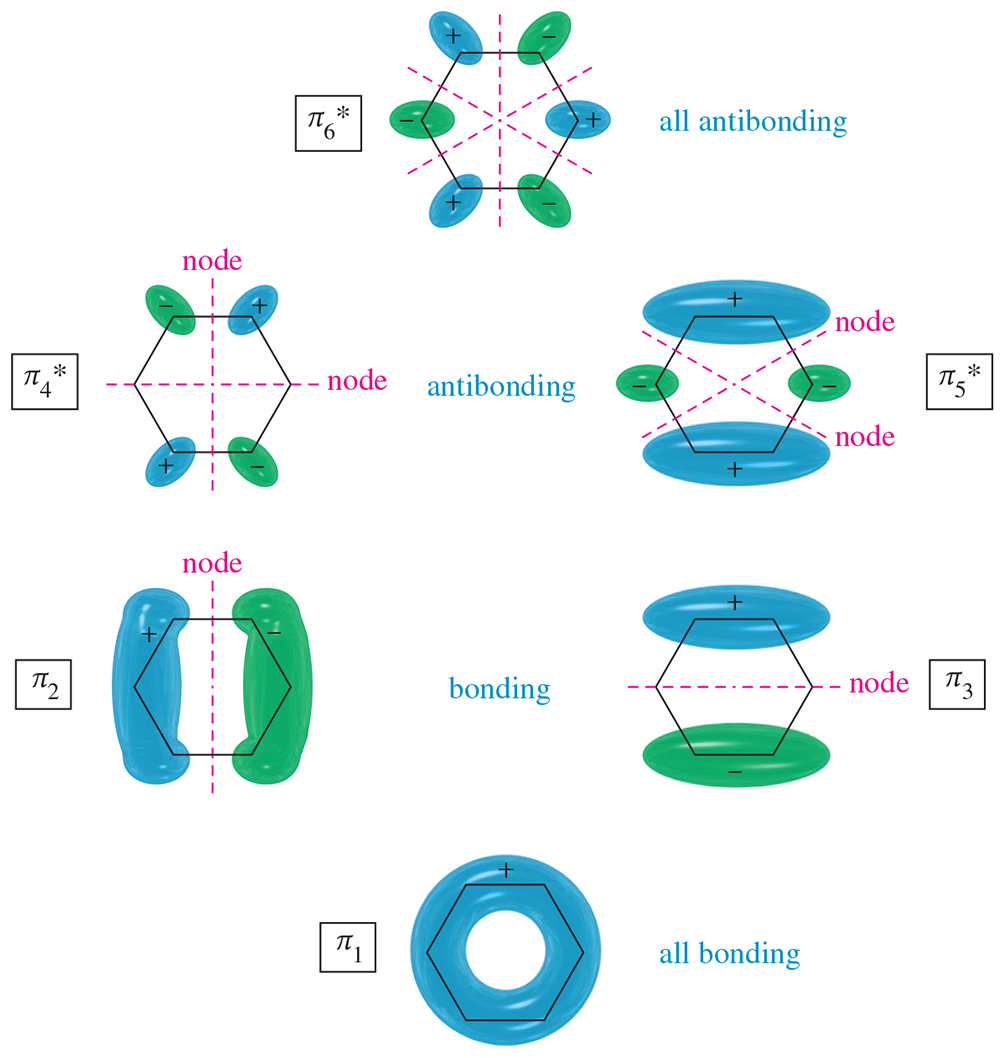 + −
π6*
− + all antibonding
+ −
node
− +
π4*
node
antibonding
+ −
+
node
− −
π5*
node
+
node
+ −
π2
bonding
+
node
π3
−
+
π1
all bonding